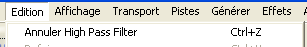 Edition Affichage Transport Pistes Générer Effets
Annuler High Pass Filter Ctrl+Z